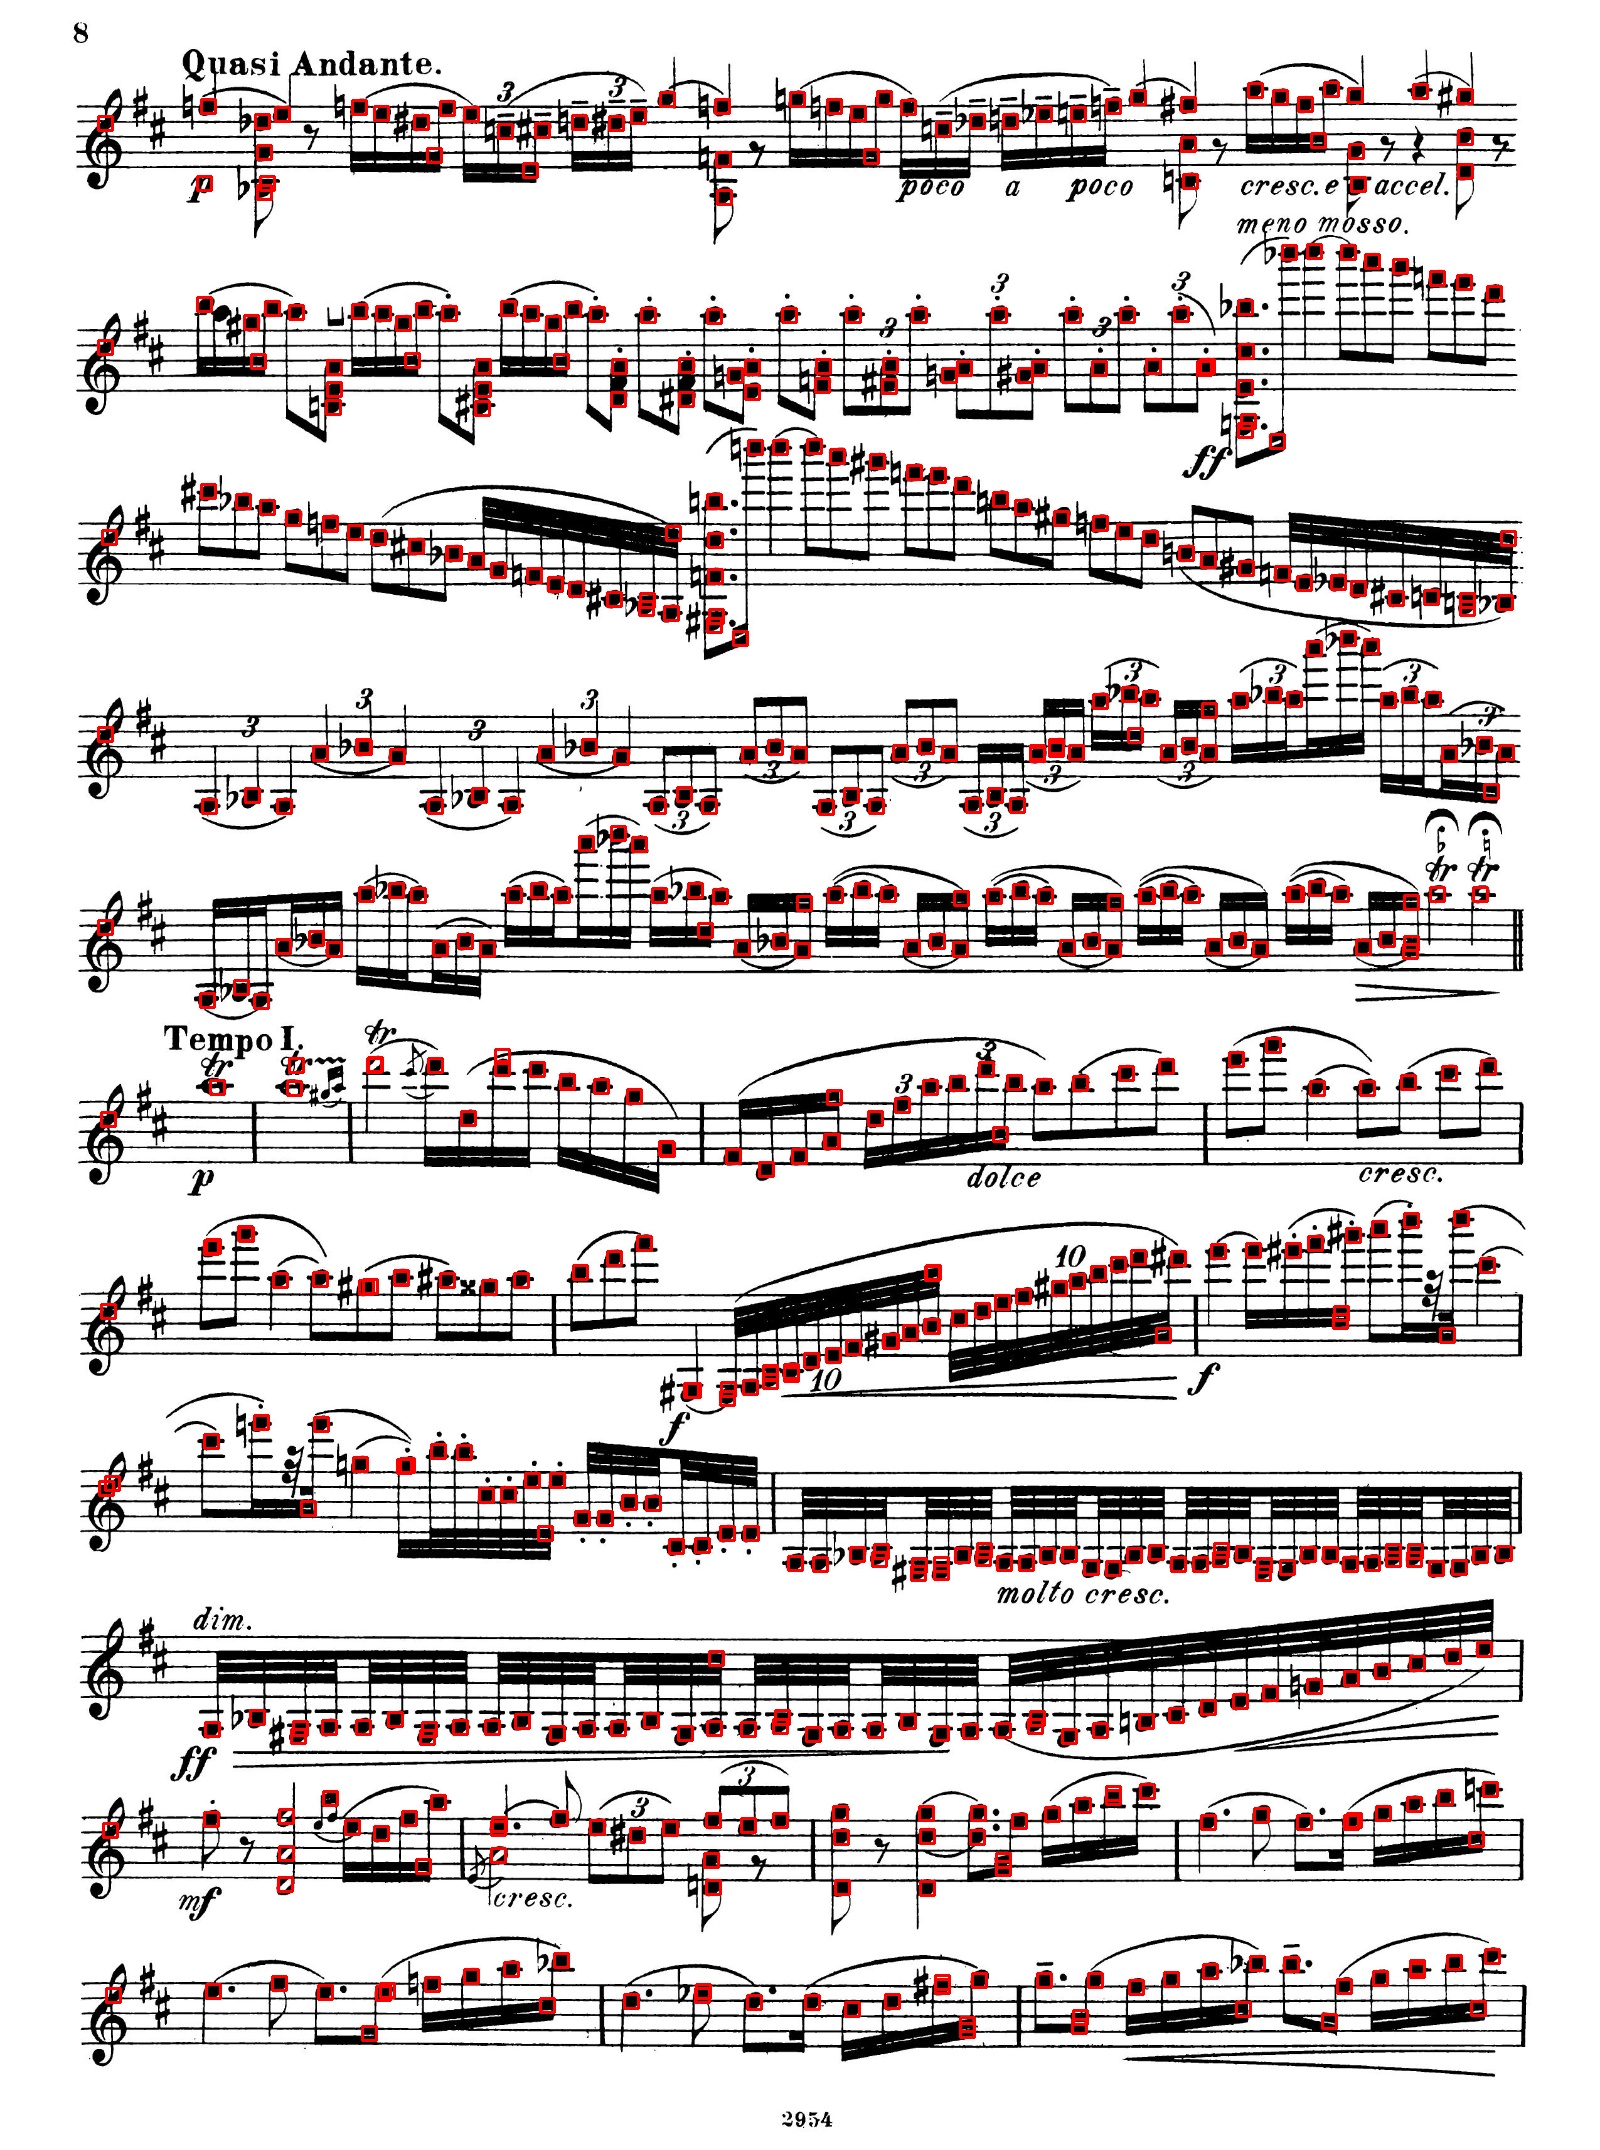 8
Quasi Andante.
3 3
p poco a poco cresc. e accel.
meno mosso.
3 3
3 3
ff
3 3 3 3 3 3 3
3 3 3 3 3 3
tr tr
Tempo I.
tr tr tr
3 3
p dolce cresc.
10
10
f f
molto cresc.
dim.
ff
3 3
mf cresc.
2954